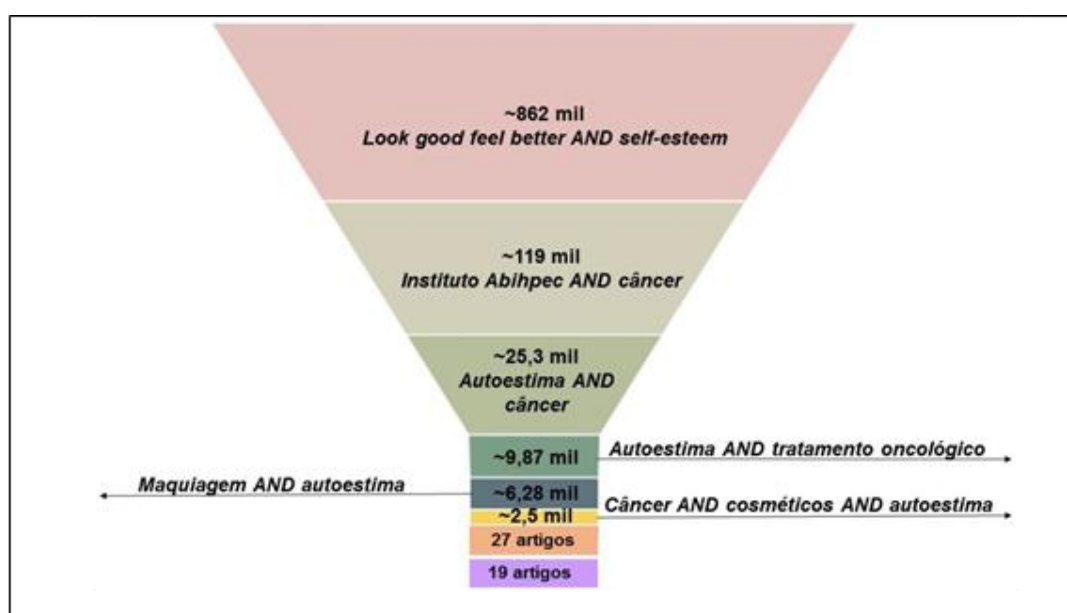 ~862 mil
Look good feel better AND self-esteem
~119 mil
Instituto Abihpec AND câncer
~25,3 mil
Autoestima AND
câncer
~9,87 mil
Autoestima AND tratamento oncológico
Maquiagem AND autoestima
~6,28 mil
~2,5 mil
Câncer AND cosméticos AND autoestima
27 artigos
19 artigos